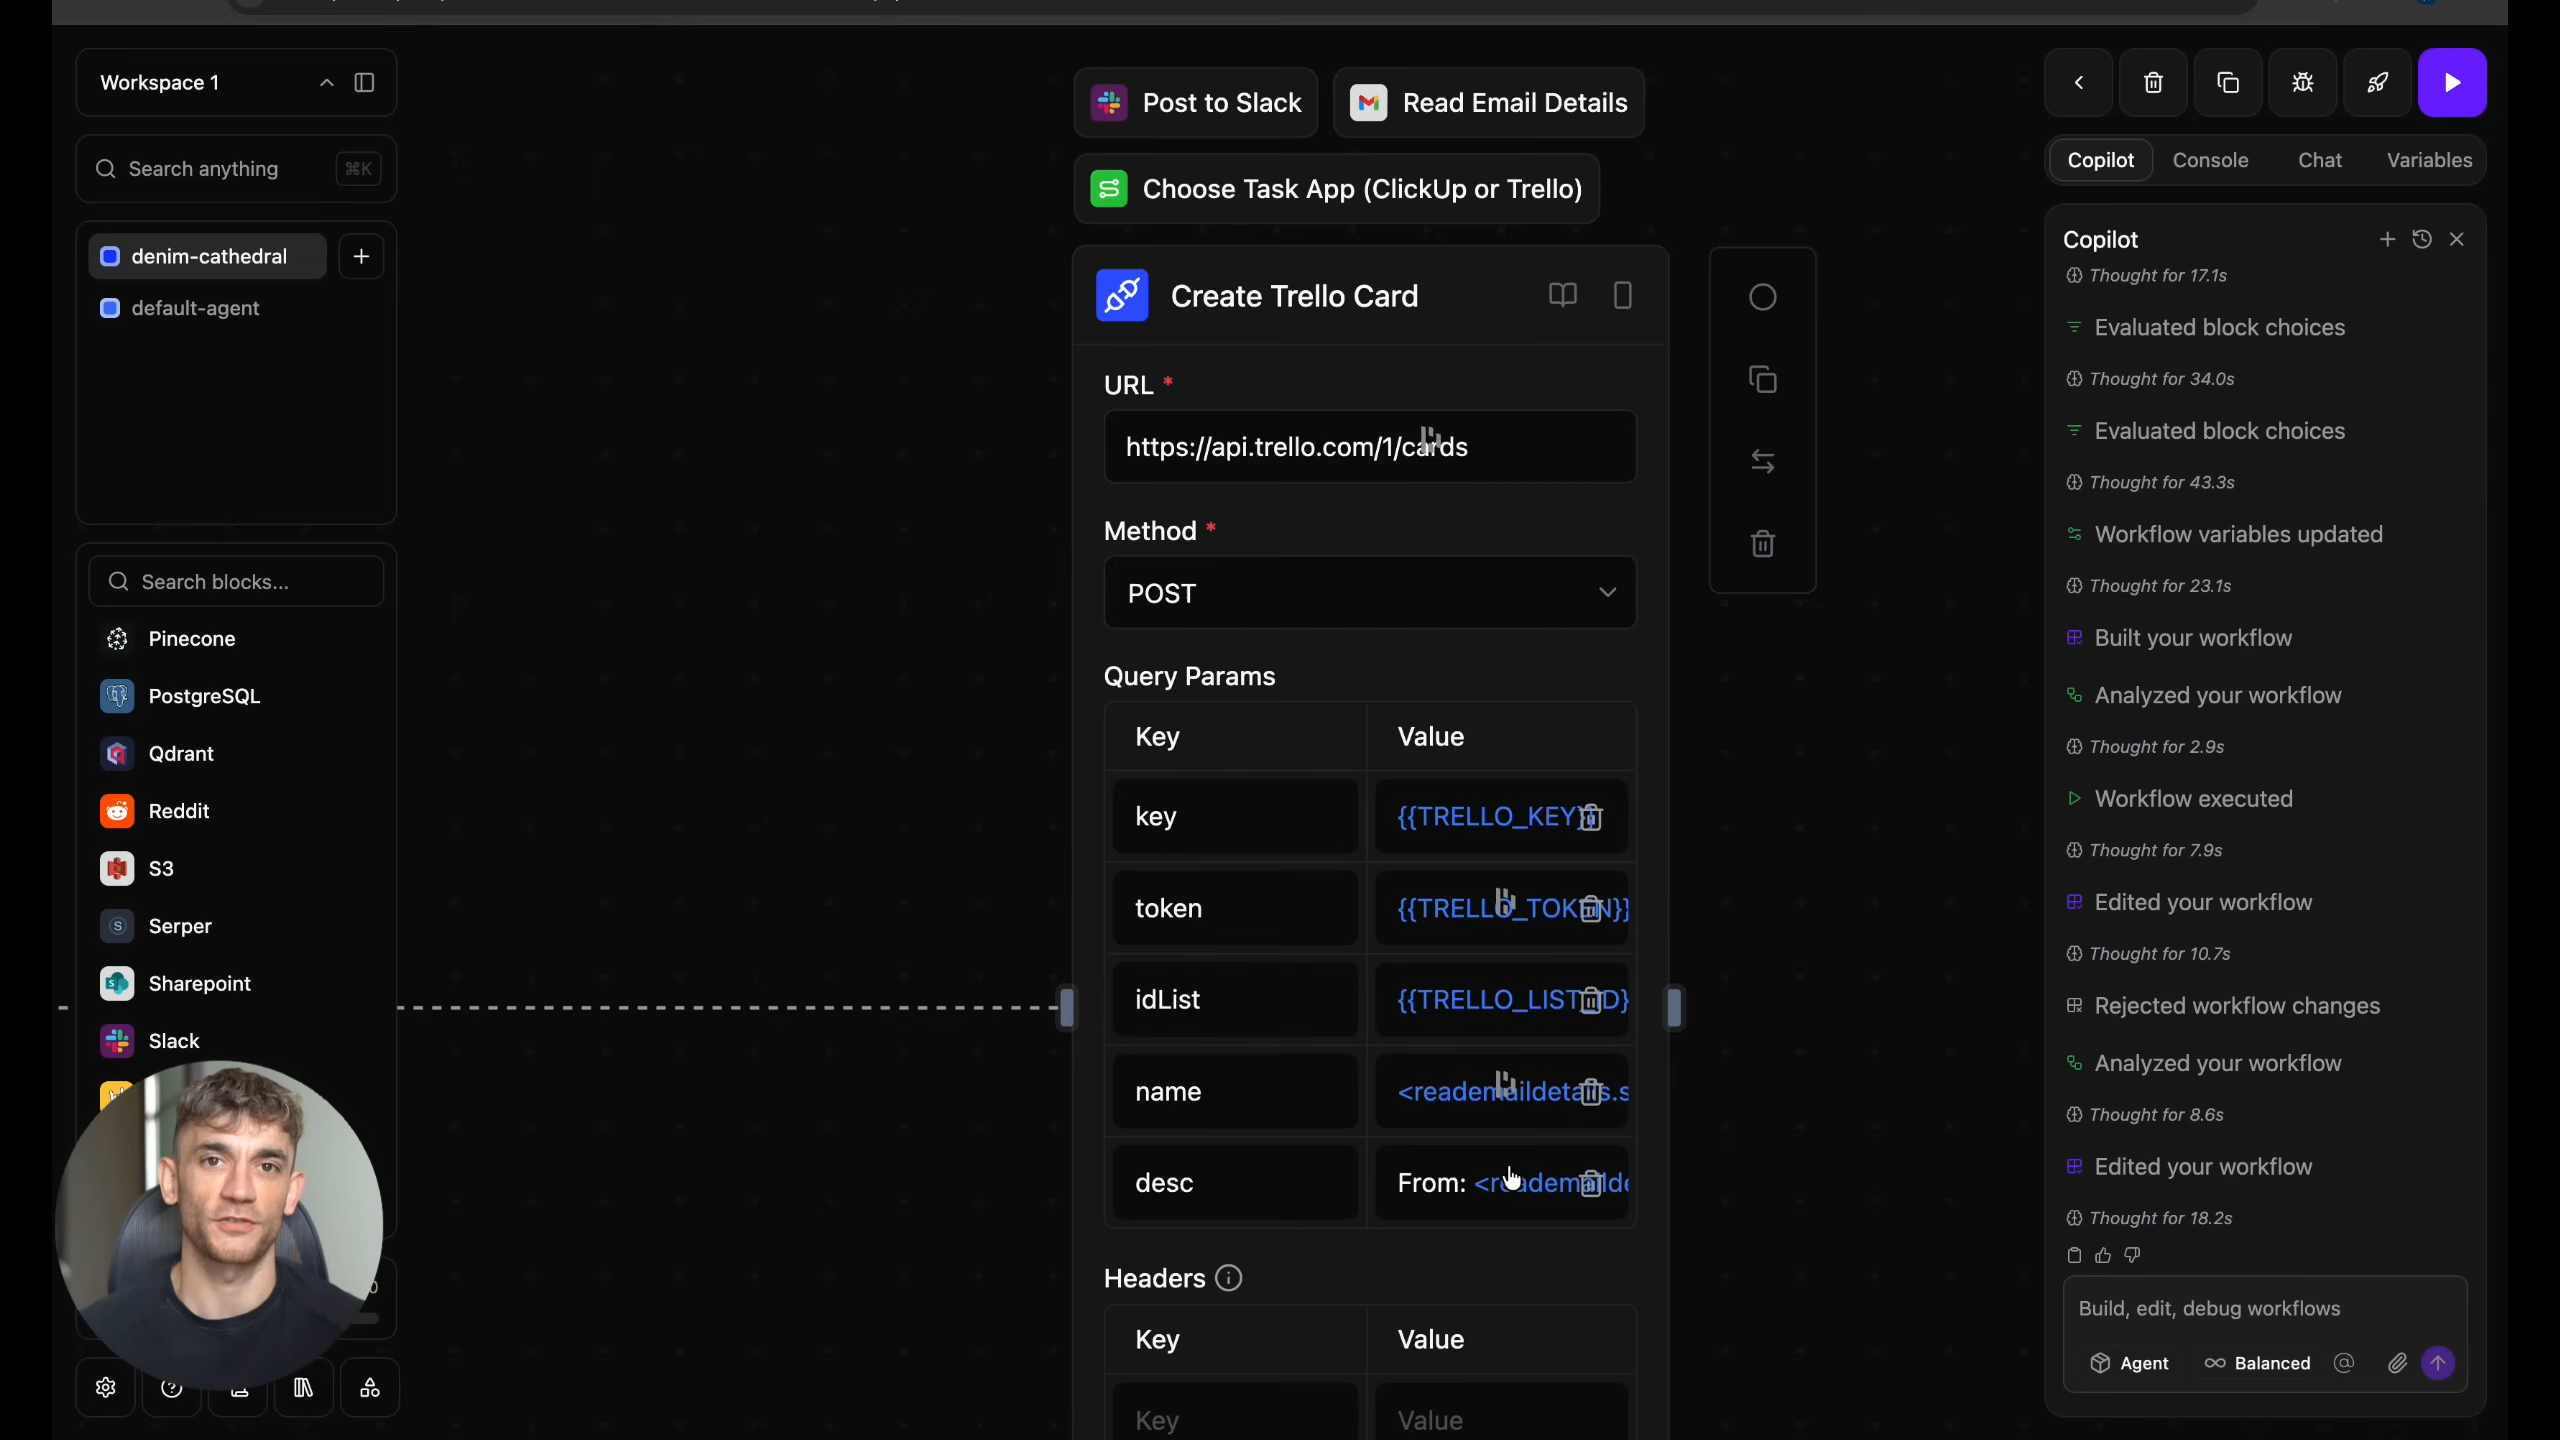 Workspace 1
Search anything
⌘K
denim-cathedral
default-agent
Search blocks...
Pinecone
PostgreSQL
Qdrant
Reddit
S3
Serper
Sharepoint
Slack
Post to Slack
Read Email Details
Choose Task App (ClickUp or Trello)
Create Trello Card
URL *
https://api.trello.com/1/cards
Method *
POST
Query Params
Key Value
key {{TRELLO_KEY}}
token {{TRELLO_TOKEN}}
idList {{TRELLO_LIST_ID}
name <reademaildetails.s
desc From: <reademailde
Headers
Key Value
Key Value
Copilot Console Chat Variables
Copilot
Thought for 17.1s
Evaluated block choices
Thought for 34.0s
Evaluated block choices
Thought for 43.3s
Workflow variables updated
Thought for 23.1s
Built your workflow
Analyzed your workflow
Thought for 2.9s
Workflow executed
Thought for 7.9s
Edited your workflow
Thought for 10.7s
Rejected workflow changes
Analyzed your workflow
Thought for 8.6s
Edited your workflow
Thought for 18.2s
Build, edit, debug workflows
Agent Balanced